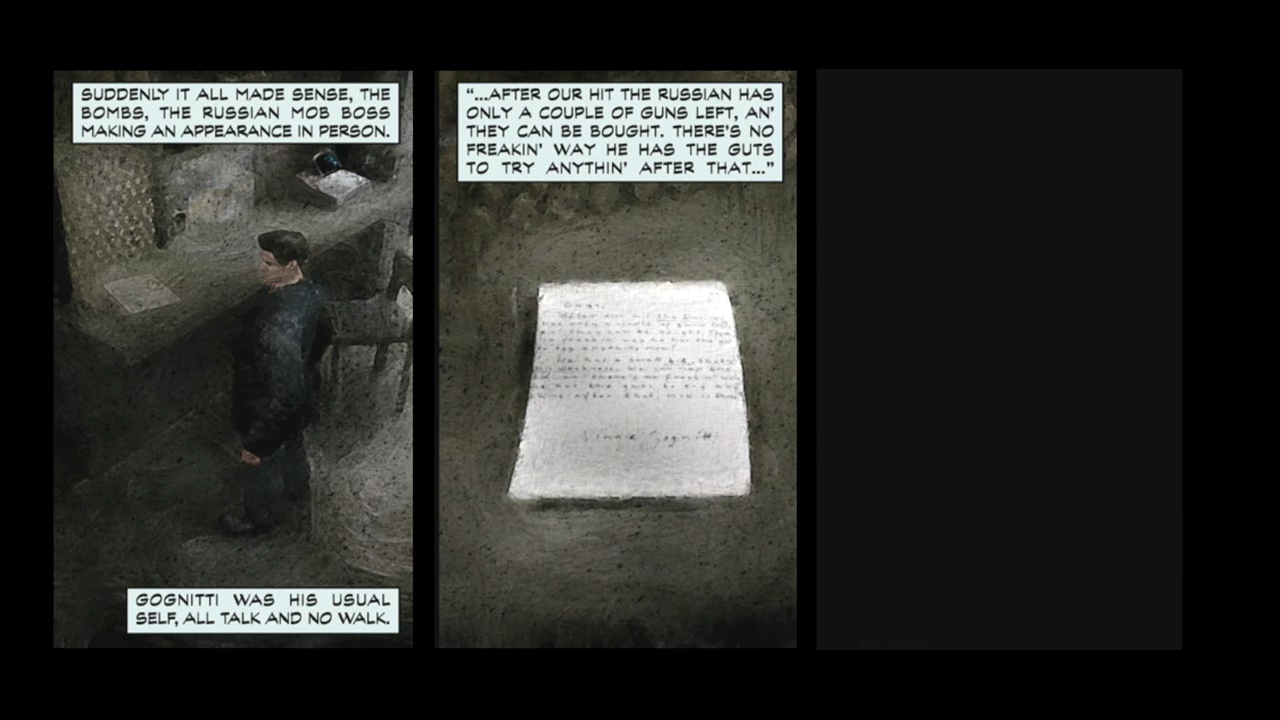 SUDDENLY IT ALL MADE SENSE, THE
BOMBS, THE RUSSIAN MOB BOSS
MAKING AN APPEARANCE IN PERSON.
GOGNITTI WAS HIS USUAL
SELF, ALL TALK AND NO WALK.
"...AFTER OUR HIT THE RUSSIAN HAS
ONLY A COUPLE OF GUNS LEFT, AN'
THEY CAN BE BOUGHT. THERE'S NO
FREAKIN' WAY HE HAS THE GUTS
TO TRY ANYTHIN' AFTER THAT..."
Vinnie Gognitti